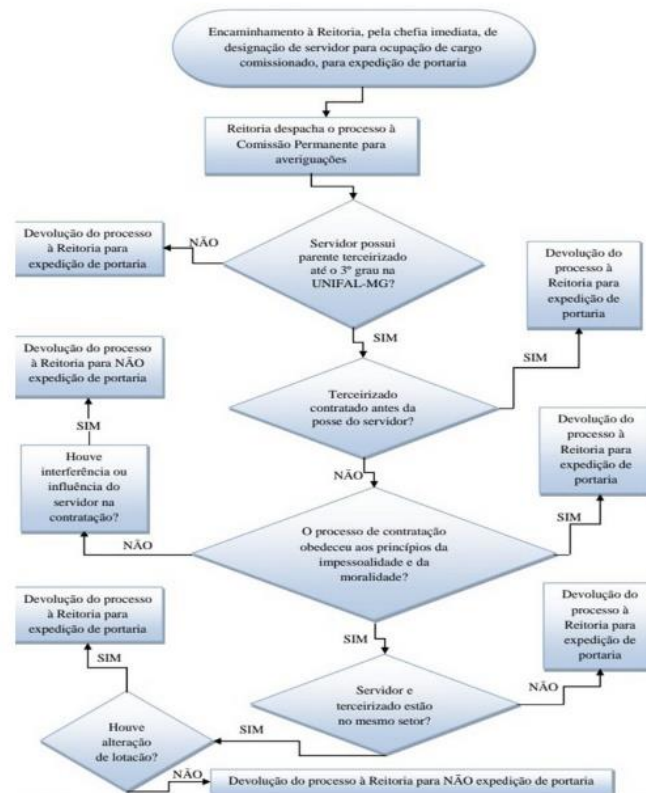 Encaminhamento à Reitoria, pela chefia imediata, de
designação de servidor para ocupação de cargo
comissionado, para expedição de portaria
Reitoria despacha o processo à
Comissão Permanente para
averiguações
Devolução do processo
à Reitoria para
expedição de portaria
NÃO
Servidor possui
parente terceirizado
até o 3º grau na
UNIFAL-MG?
Devolução do
processo à
Reitoria para
expedição de
portaria
SIM
Devolução do processo
à Reitoria para NÃO
expedição de portaria
SIM
Terceirizado
contratado antes da
posse do servidor?
SIM
Devolução do
processo à
Reitoria para
expedição de
portaria
Houve
interferência ou
influência do
servidor na
contratação?
NÃO
NÃO
O processo de contratação
obedeceu aos princípios da
impessoalidade e da
moralidade?
SIM
Devolução do processo
à Reitoria para
expedição de portaria
SIM
Devolução do
processo à
Reitoria para
expedição de
portaria
SIM
Servidor e
terceirizado estão
no mesmo setor?
NÃO
SIM
Houve
alteração
de lotacão?
NÃO
Devolução do processo à Reitoria para NÃO expedição de portaria